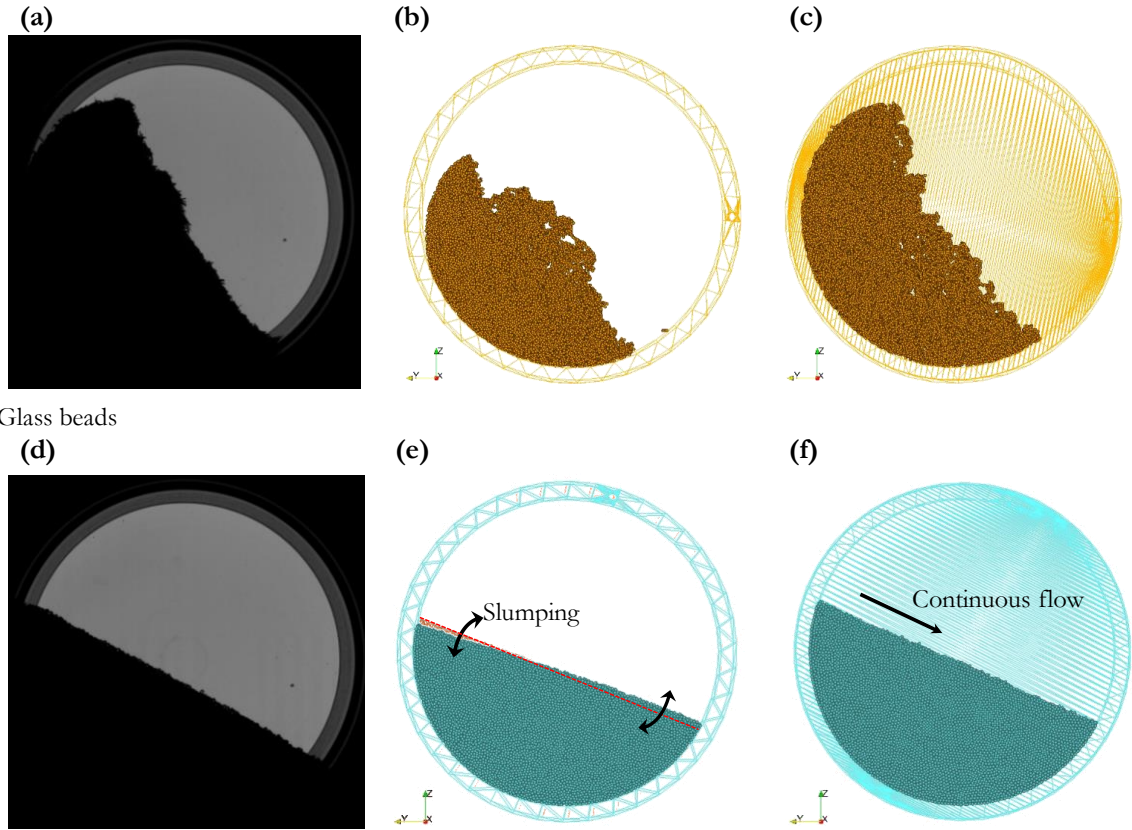 (a)
(b)
(c)
Z
Y
X
Z
Y
X
Glass beads
(d)
(e)
(f)
Slumping
Continuous flow
Z
Y
X
Z
Y
X